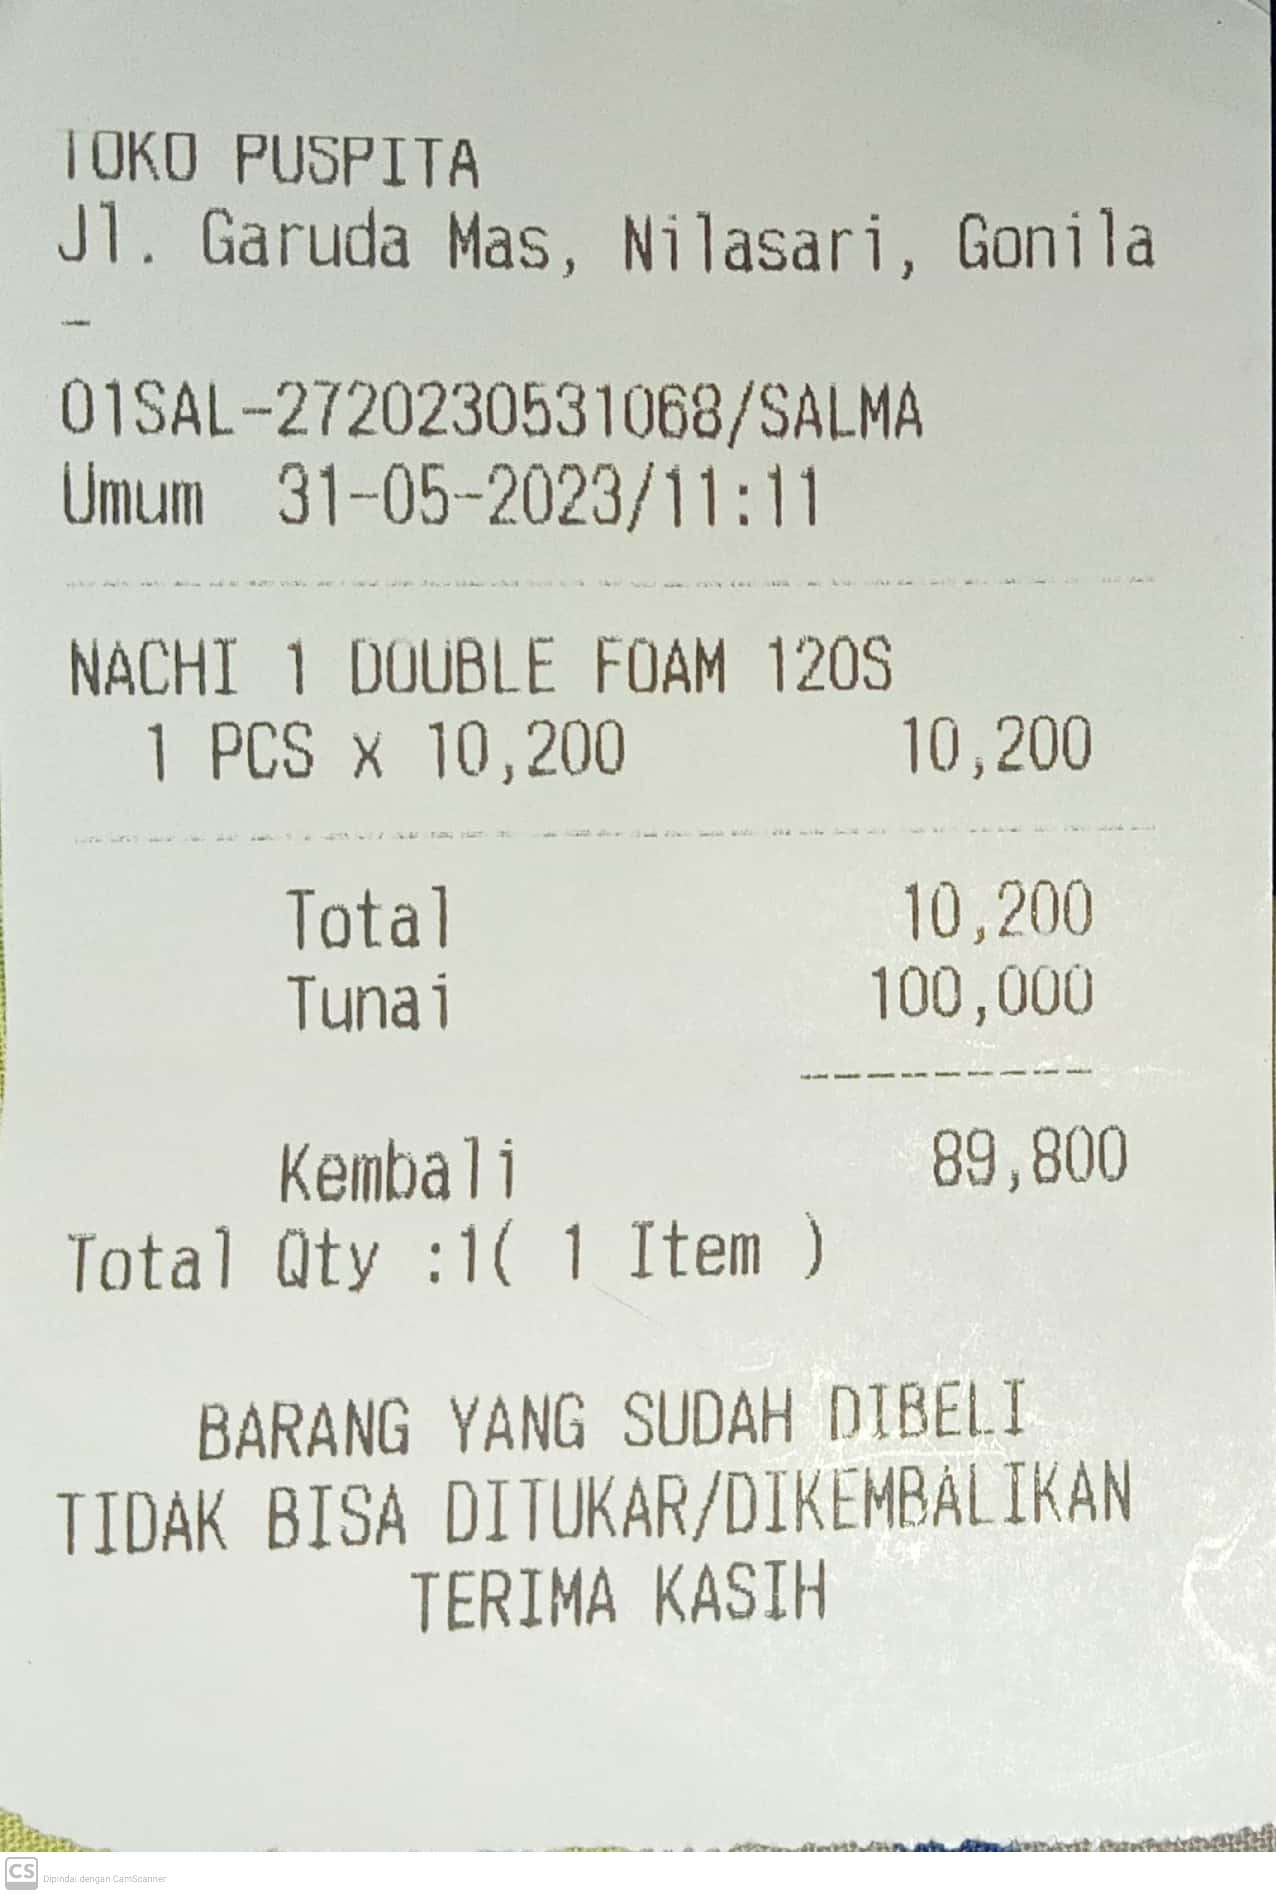 TOKO PUSPITA
Jl. Garuda Mas, Nilasari, Gonila
-
01SAL-2720230531068/SALMA
Umum 31-05-2023/11:11
NACHI 1 DOUBLE FOAM 120S
1 PCS x 10,200 10,200
Total 10,200
Tunai 100,000
----------
Kembali 89,800
Total Qty :1( 1 Item )
BARANG YANG SUDAH DIBELI
TIDAK BISA DITUKAR/DIKEMBALIKAN
TERIMA KASIH
CS Dipindai dengan CamScanner